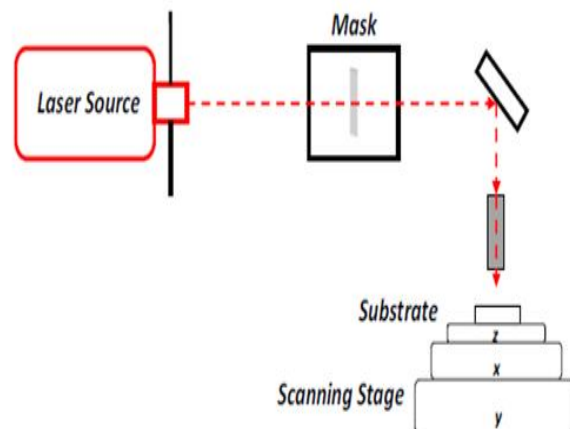 Mask
Laser Source
Substrate
z
x
Scanning Stage
y